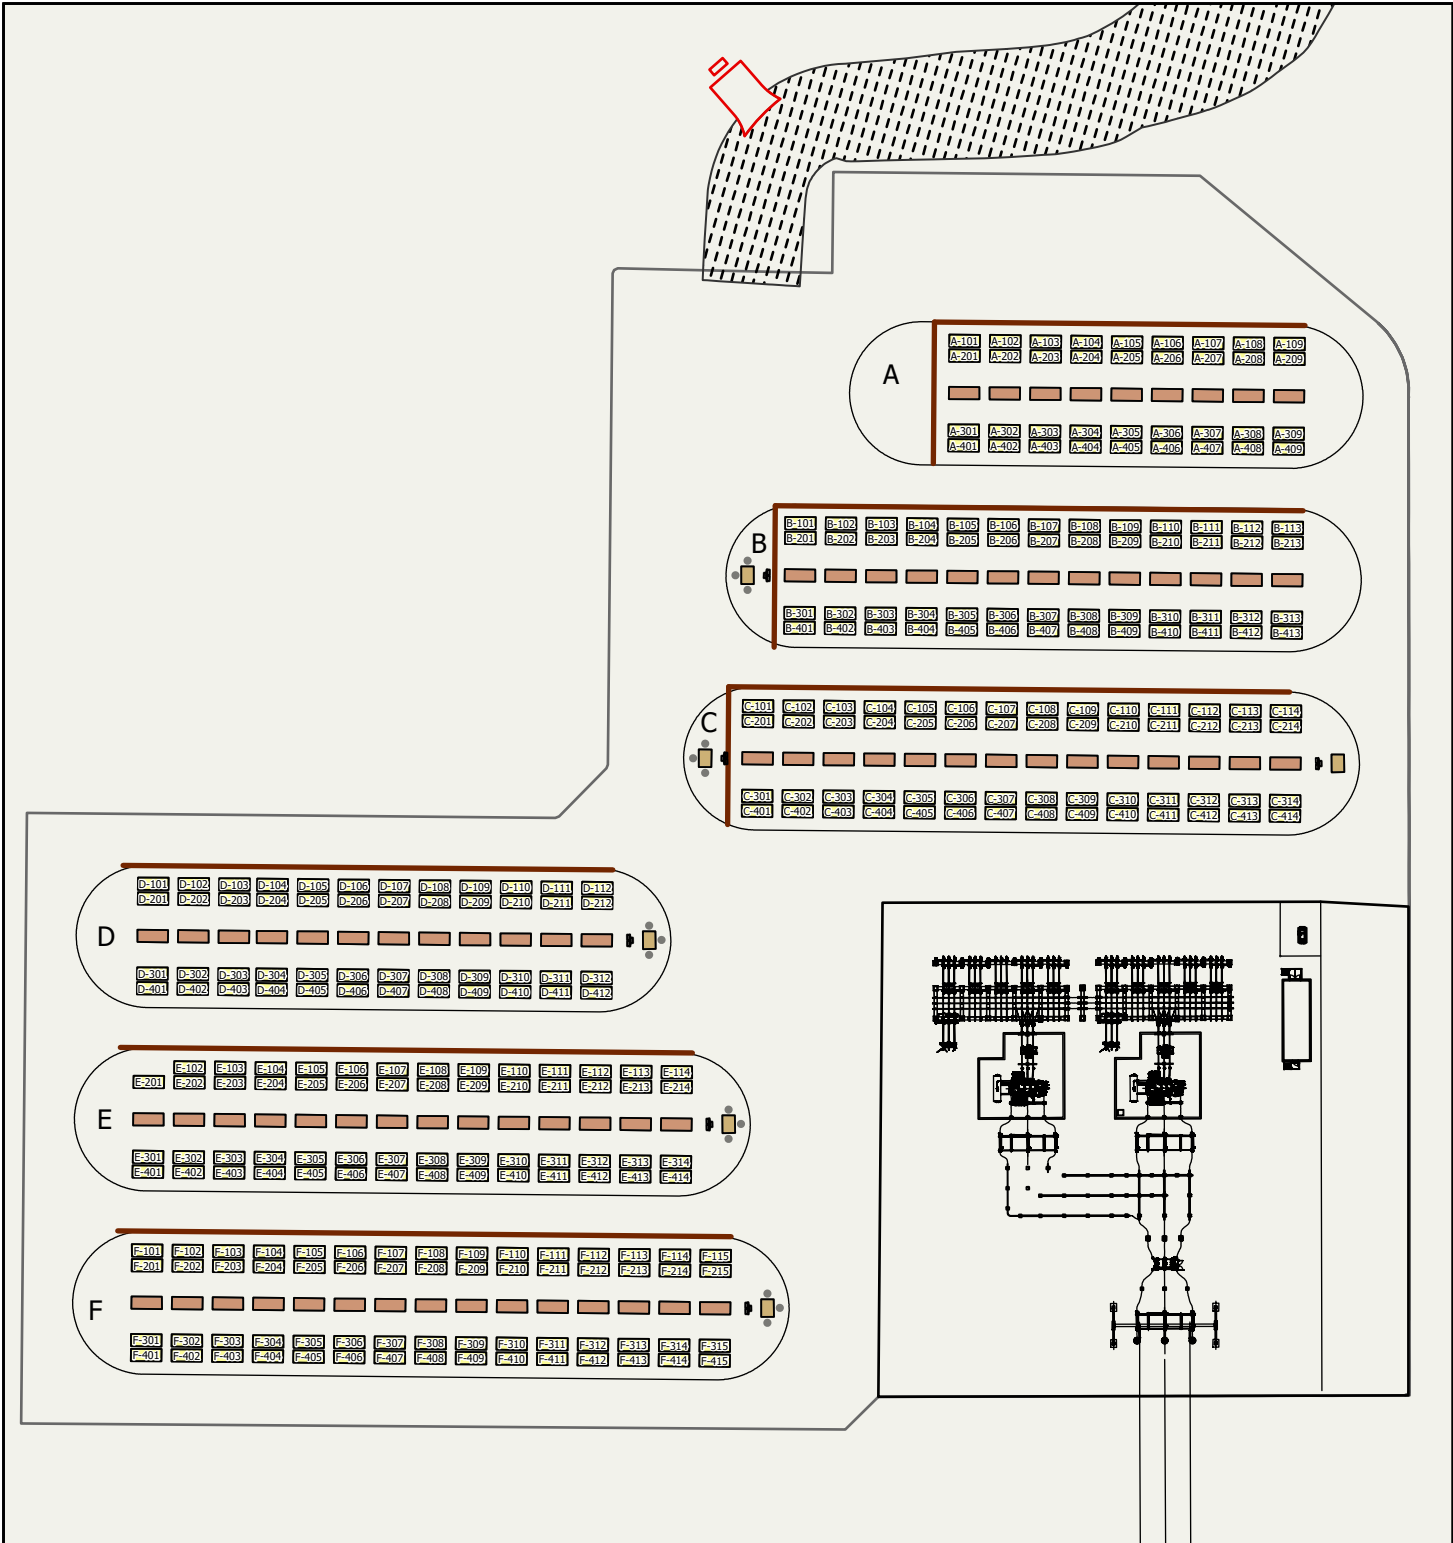 A-101 A-102 A-103 A-104 A-105 A-106 A-107 A-108 A-109
A-201 A-202 A-203 A-204 A-205 A-206 A-207 A-208 A-209
A
A-301 A-302 A-303 A-304 A-305 A-306 A-307 A-308 A-309
A-401 A-402 A-403 A-404 A-405 A-406 A-407 A-408 A-409
B-101 B-102 B-103 B-104 B-105 B-106 B-107 B-108 B-109 B-110 B-111 B-112 B-113
B-201 B-202 B-203 B-204 B-205 B-206 B-207 B-208 B-209 B-210 B-211 B-212 B-213
B
B-301 B-302 B-303 B-304 B-305 B-306 B-307 B-308 B-309 B-310 B-311 B-312 B-313
B-401 B-402 B-403 B-404 B-405 B-406 B-407 B-408 B-409 B-410 B-411 B-412 B-413
C-101 C-102 C-103 C-104 C-105 C-106 C-107 C-108 C-109 C-110 C-111 C-112 C-113 C-114
C-201 C-202 C-203 C-204 C-205 C-206 C-207 C-208 C-209 C-210 C-211 C-212 C-213 C-214
C
C-301 C-302 C-303 C-304 C-305 C-306 C-307 C-308 C-309 C-310 C-311 C-312 C-313 C-314
C-401 C-402 C-403 C-404 C-405 C-406 C-407 C-408 C-409 C-410 C-411 C-412 C-413 C-414
D-101 D-102 D-103 D-104 D-105 D-106 D-107 D-108 D-109 D-110 D-111 D-112
D-201 D-202 D-203 D-204 D-205 D-206 D-207 D-208 D-209 D-210 D-211 D-212
D
D-301 D-302 D-303 D-304 D-305 D-306 D-307 D-308 D-309 D-310 D-311 D-312
D-401 D-402 D-403 D-404 D-405 D-406 D-407 D-408 D-409 D-410 D-411 D-412
E-102 E-103 E-104 E-105 E-106 E-107 E-108 E-109 E-110 E-111 E-112 E-113 E-114
E-201 E-202 E-203 E-204 E-205 E-206 E-207 E-208 E-209 E-210 E-211 E-212 E-213 E-214
E
E-301 E-302 E-303 E-304 E-305 E-306 E-307 E-308 E-309 E-310 E-311 E-312 E-313 E-314
E-401 E-402 E-403 E-404 E-405 E-406 E-407 E-408 E-409 E-410 E-411 E-412 E-413 E-414
F-101 F-102 F-103 F-104 F-105 F-106 F-107 F-108 F-109 F-110 F-111 F-112 F-113 F-114 F-115
F-201 F-202 F-203 F-204 F-205 F-206 F-207 F-208 F-209 F-210 F-211 F-212 F-213 F-214 F-215
F
F-301 F-302 F-303 F-304 F-305 F-306 F-307 F-308 F-309 F-310 F-311 F-312 F-313 F-314 F-315
F-401 F-402 F-403 F-404 F-405 F-406 F-407 F-408 F-409 F-410 F-411 F-412 F-413 F-414 F-415